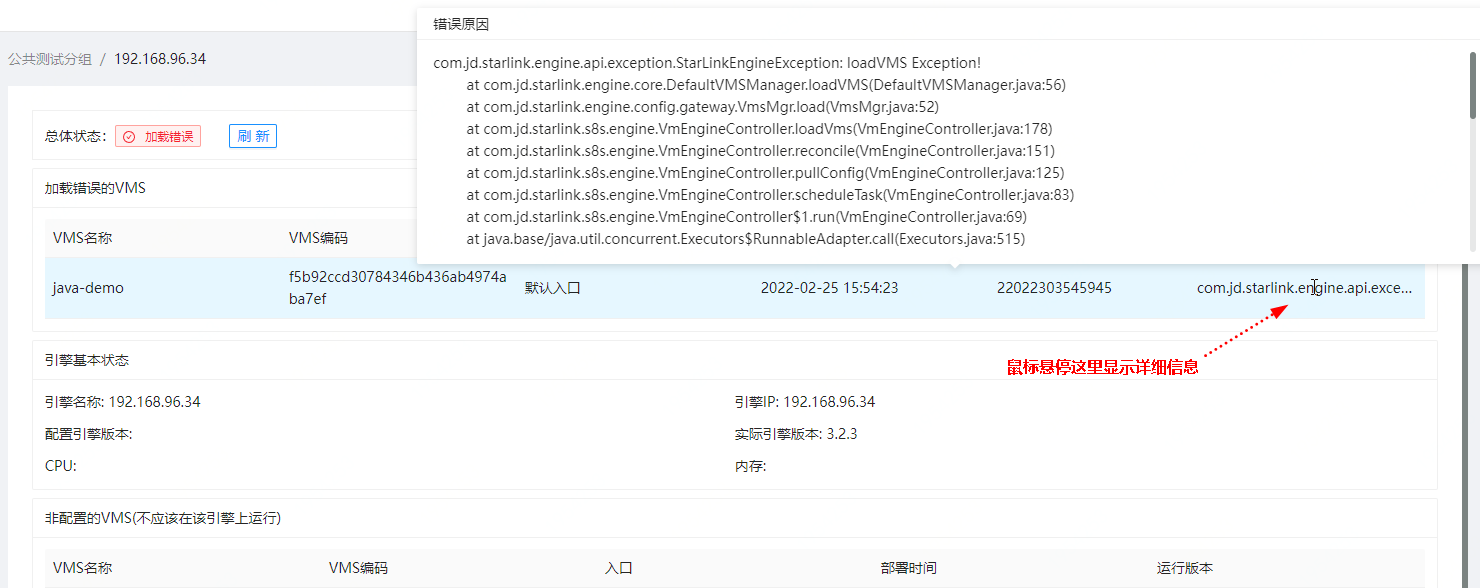 错误原因
com.jd.starlink.engine.api.exception.StarLinkEngineException: loadVMS Exception!
at com.jd.starlink.engine.core.DefaultVMSManager.loadVMS(DefaultVMSManager.java:56)
at com.jd.starlink.engine.config.gateway.VmsMgr.load(VmsMgr.java:52)
at com.jd.starlink.s8s.engine.VmEngineController.loadVms(VmEngineController.java:178)
at com.jd.starlink.s8s.engine.VmEngineController.reconcile(VmEngineController.java:151)
at com.jd.starlink.s8s.engine.VmEngineController.pullConfig(VmEngineController.java:125)
at com.jd.starlink.s8s.engine.VmEngineController.scheduleTask(VmEngineController.java:83)
at com.jd.starlink.s8s.engine.VmEngineController$1.run(VmEngineController.java:69)
at java.base/java.util.concurrent.Executors$RunnableAdapter.call(Executors.java:515)
公共测试分组 / 192.168.96.34
总体状态: 加载错误 刷 新
加载错误的VMS
VMS名称 VMS编码
java-demo f5b92ccd30784346b436ab4974a 默认入口 2022-02-25 15:54:23 22022303545945 com.jd.starlink.engine.api.exce...
ba7ef
鼠标悬停这里显示详细信息
引擎基本状态
引擎名称: 192.168.96.34 引擎IP: 192.168.96.34
配置引擎版本: 实际引擎版本: 3.2.3
CPU: 内存:
非配置的VMS(不应该在该引擎上运行)
VMS名称 VMS编码 入口 部署时间 运行版本